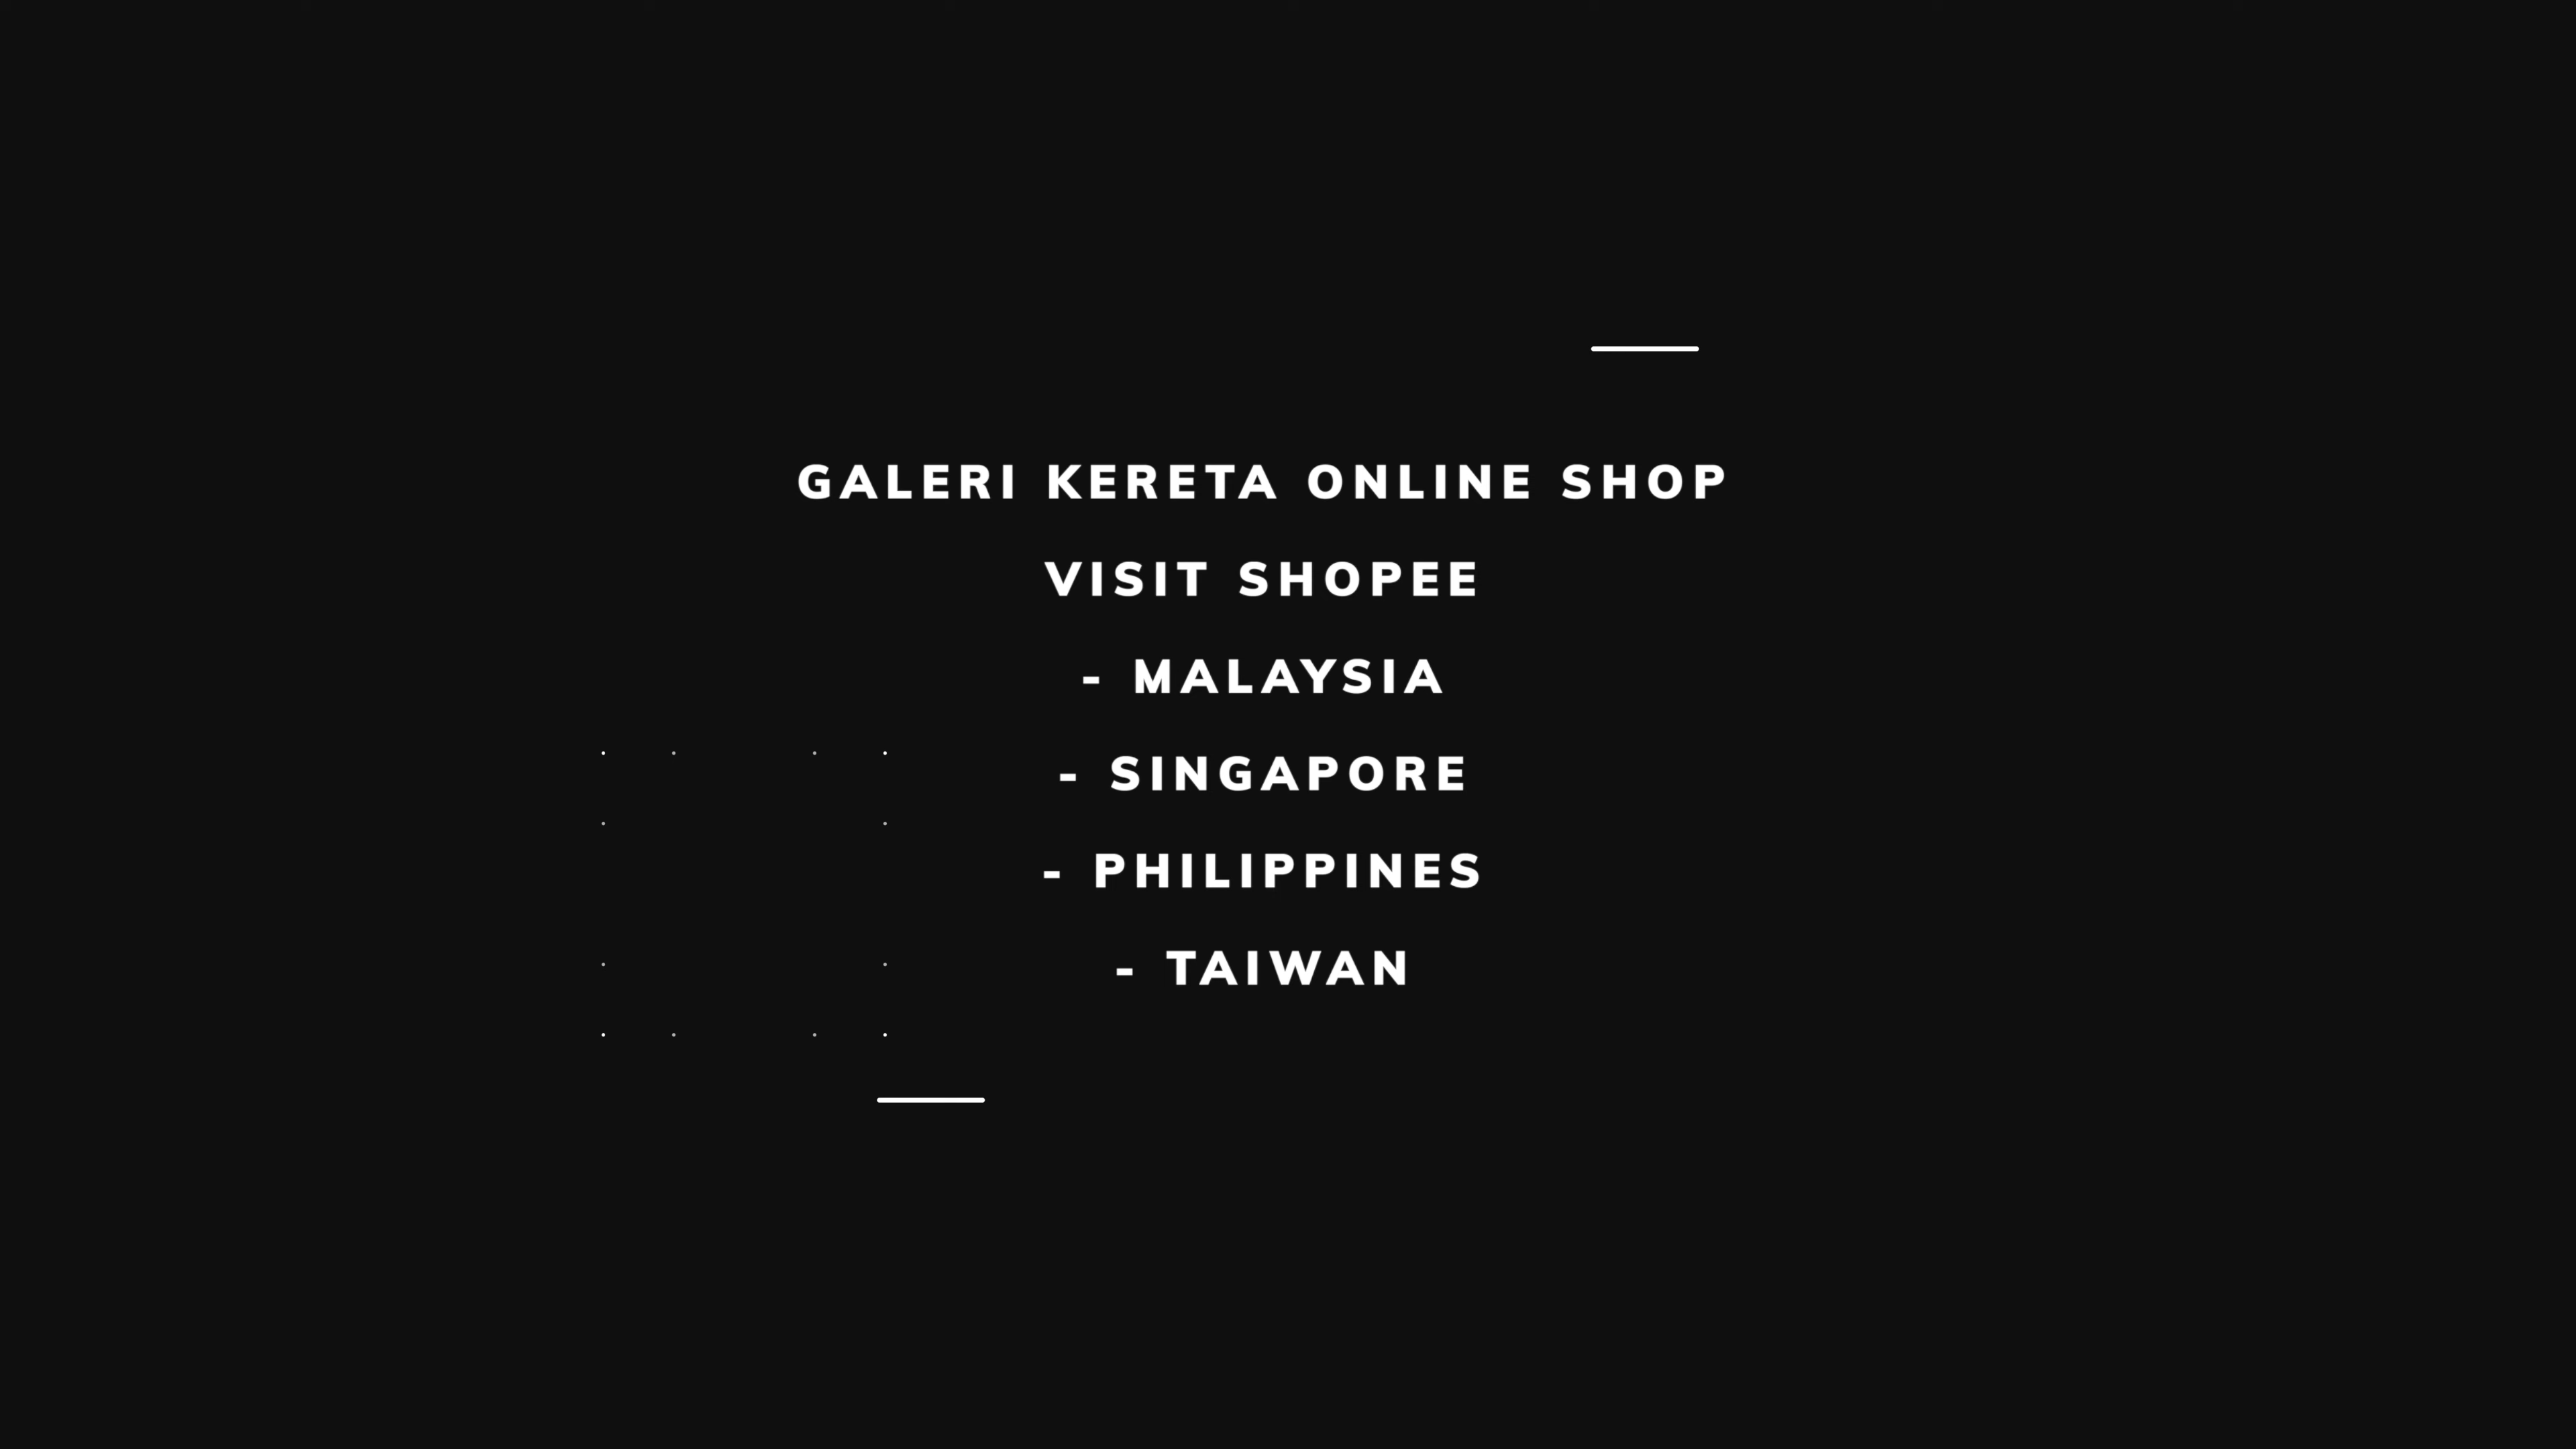 GALERI KERETA ONLINE SHOP
VISIT SHOPEE
- MALAYSIA
- SINGAPORE
- PHILIPPINES
- TAIWAN